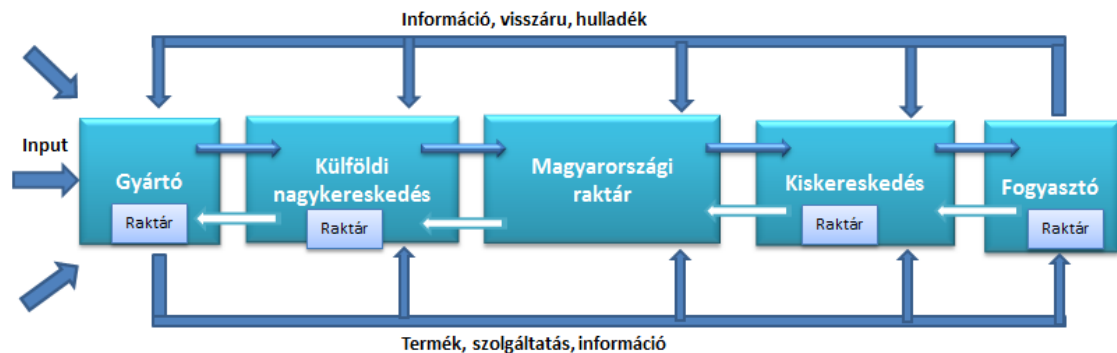 Információ, visszáru, hulladék
Input
Gyártó
Raktár
Külföldi
nagykereskedés
Raktár
Magyarországi
raktár
Kiskereskedés
Raktár
Fogyasztó
Raktár
Termék, szolgáltatás, információ